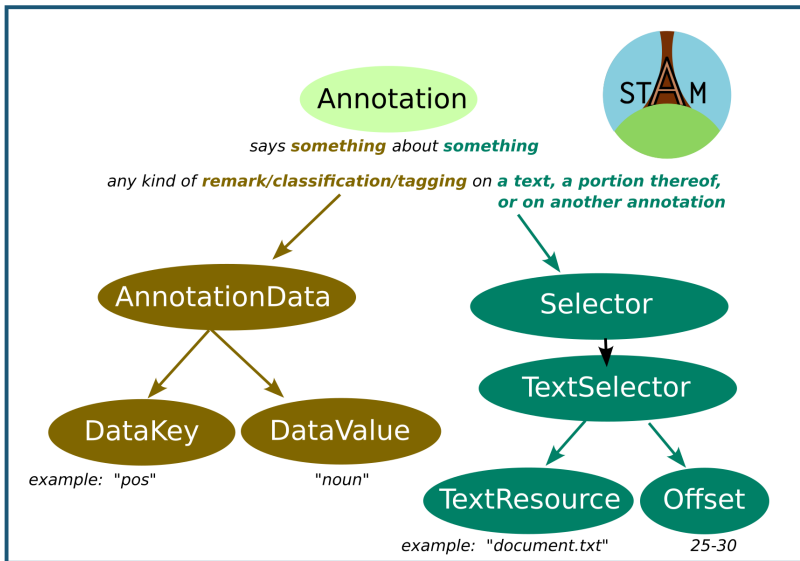 Annotation
STAM
says something about something
any kind of remark/classification/tagging on a text, a portion thereof,
or on another annotation
AnnotationData
Selector
TextSelector
DataKey
DataValue
example: "pos"
"noun"
TextResource
Offset
example: "document.txt"
25-30